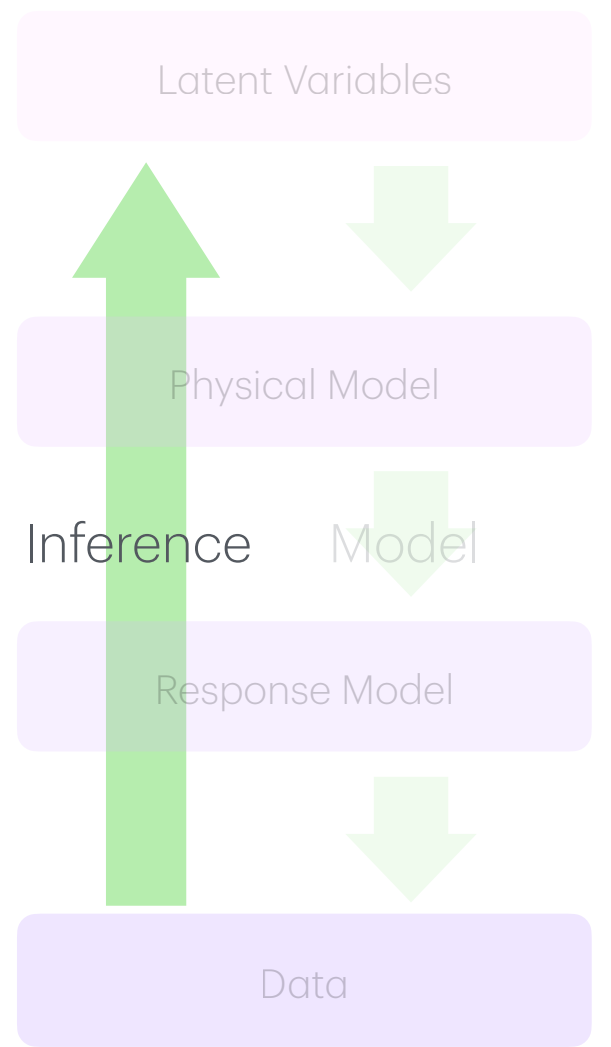 Latent Variables
Physical Model
Inference Model
Response Model
Data